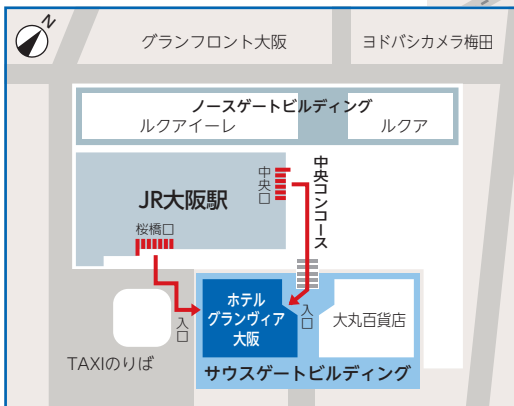 N
グランフロント大阪
ヨドバシカメラ梅田
ノースゲートビルディング
ルクアイーレ
ルクア
中央コンコース
中央口
JR大阪駅
桜橋口
ホテル
グランヴィア
大阪
入口
入口
大丸百貨店
TAXIのりば
サウスゲートビルディング